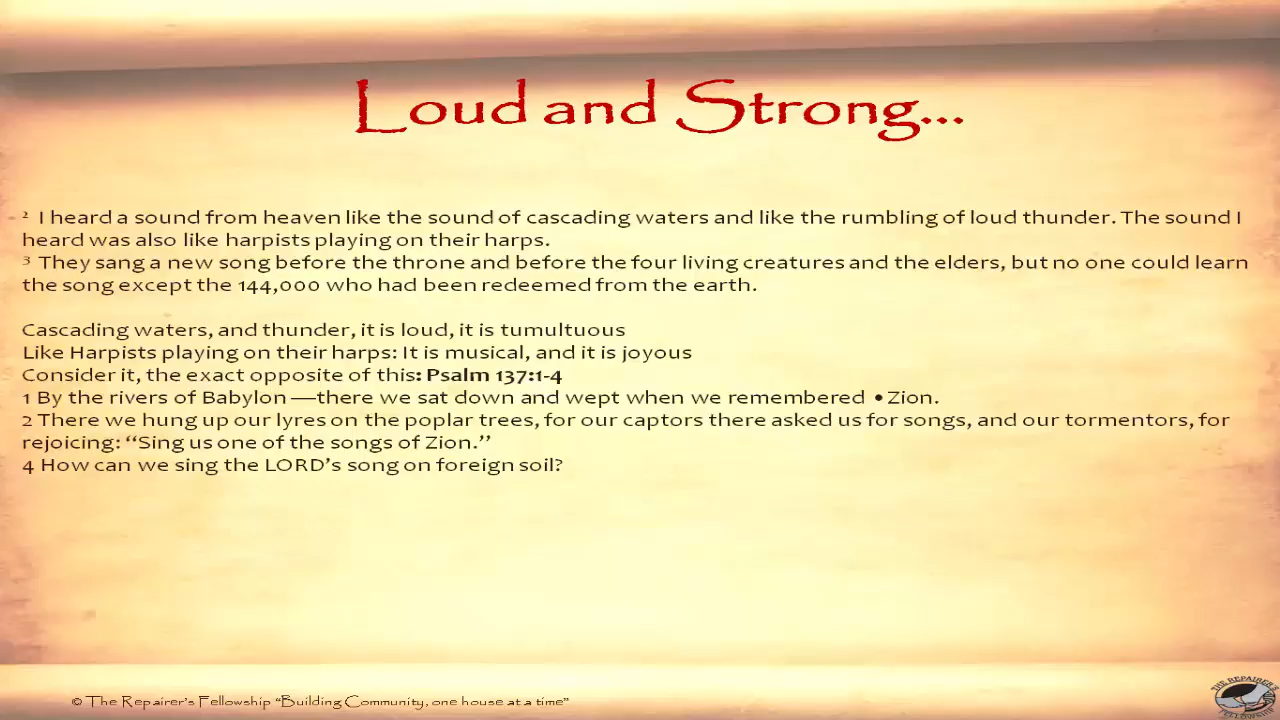 Loud and Strong...
² I heard a sound from heaven like the sound of cascading waters and like the rumbling of loud thunder. The sound I
heard was also like harpists playing on their harps.
³ They sang a new song before the throne and before the four living creatures and the elders, but no one could learn
the song except the 144,000 who had been redeemed from the earth.
Cascading waters, and thunder, it is loud, it is tumultuous
Like Harpists playing on their harps: It is musical, and it is joyous
Consider it, the exact opposite of this: Psalm 137:1-4
1 By the rivers of Babylon —there we sat down and wept when we remembered •Zion.
2 There we hung up our lyres on the poplar trees, for our captors there asked us for songs, and our tormentors, for
rejoicing: “Sing us one of the songs of Zion.”
4 How can we sing the LORD’s song on foreign soil?
© The Repairer’s Fellowship “Building Community, one house at a time”
THE REPAIRER'S
FELLOWSHIP